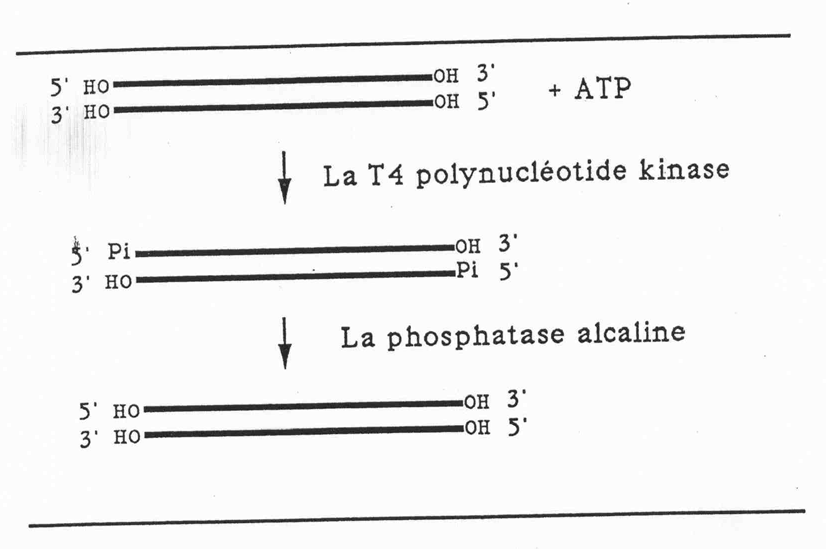 5' HO OH 3'
3' HO OH 5' + ATP
La T4 polynucléotide kinase
5' Pi OH 3'
3' HO Pi 5'
La phosphatase alcaline
5' HO OH 3'
3' HO OH 5'